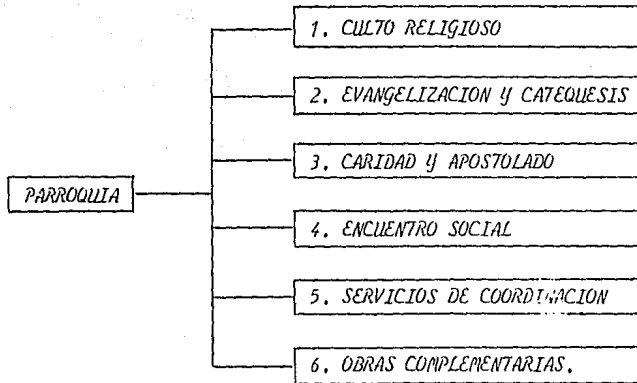 1. CULTO RELIGIOSO
2. EVANGELIZACION y CATEQUESIS
3. CARIDAD y APOSTOLADO
PARROQUIA
4. ENCUENTRO SOCIAL
5. SERVICIOS DE COORDINACION
6. OBRAS COMPLEMENTARIAS.